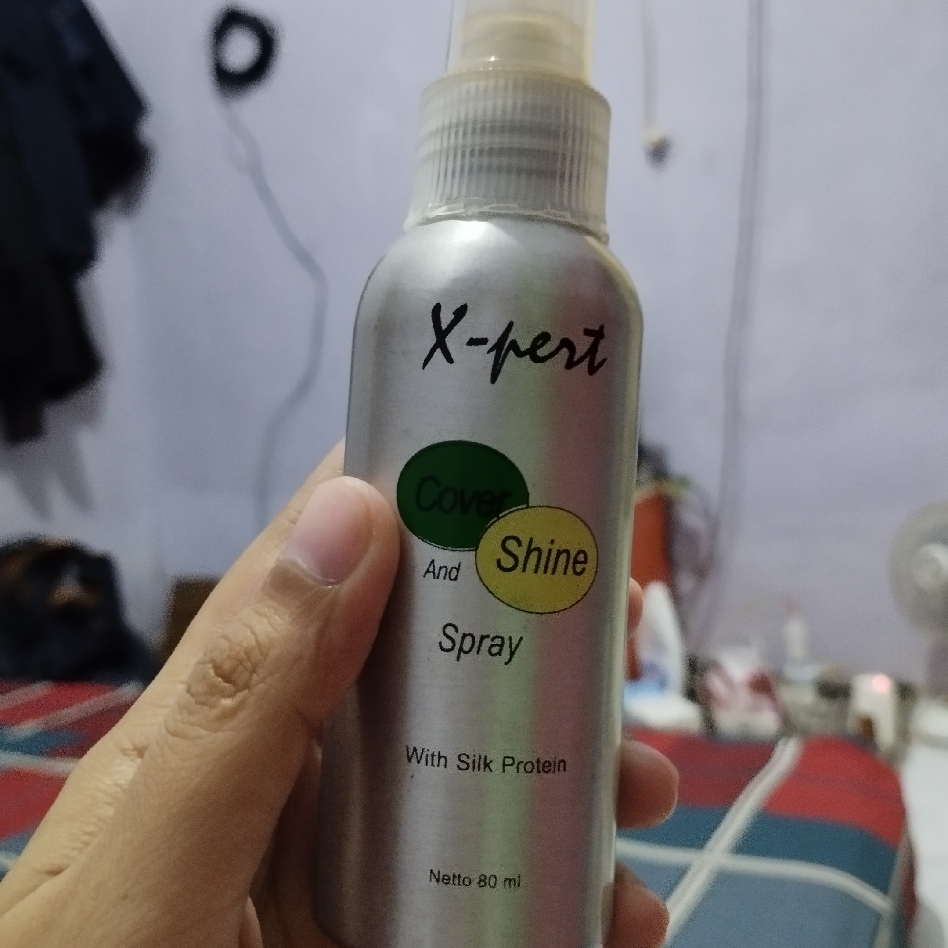 X-pert
Cover
And Shine
Spray
With Silk Protein
Netto 80 ml